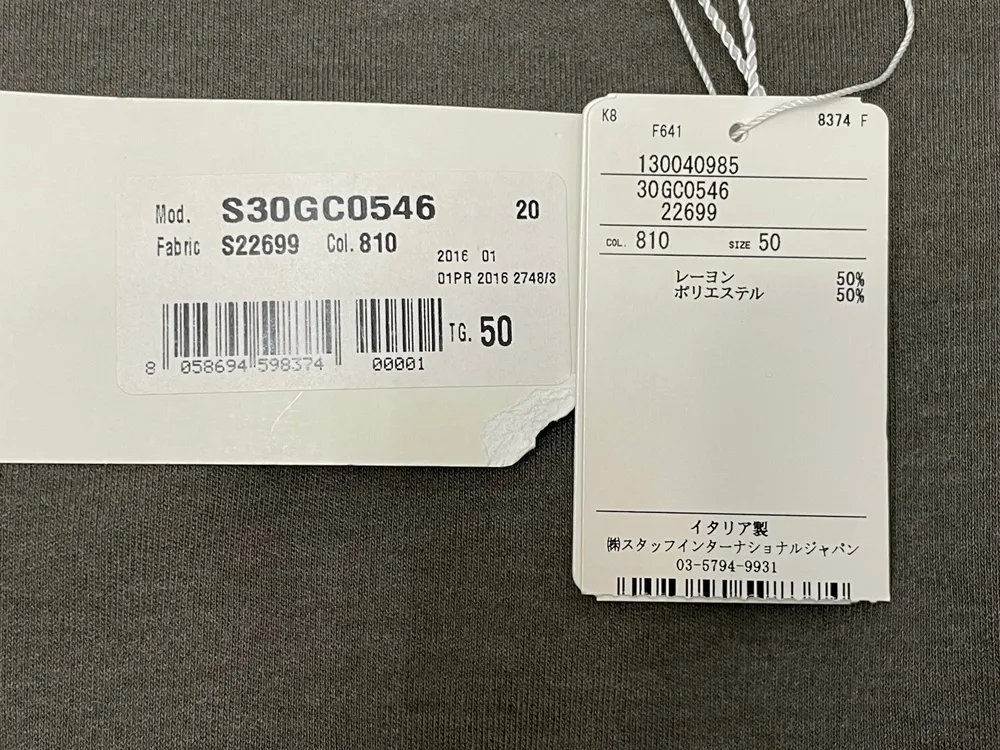 Mod. S30GC0546 20
Fabric S22699 Col. 810
2016 01
01PR 2016 2748/3
TG. 50
8 058694 598374 00001
K8
F641
8374 F
130040985
30GC0546
22699
COL. 810 SIZE 50
レーヨン 50%
ポリエステル 50%
イタリア製
㈱スタッフインターナショナルジャパン
03-5794-9931